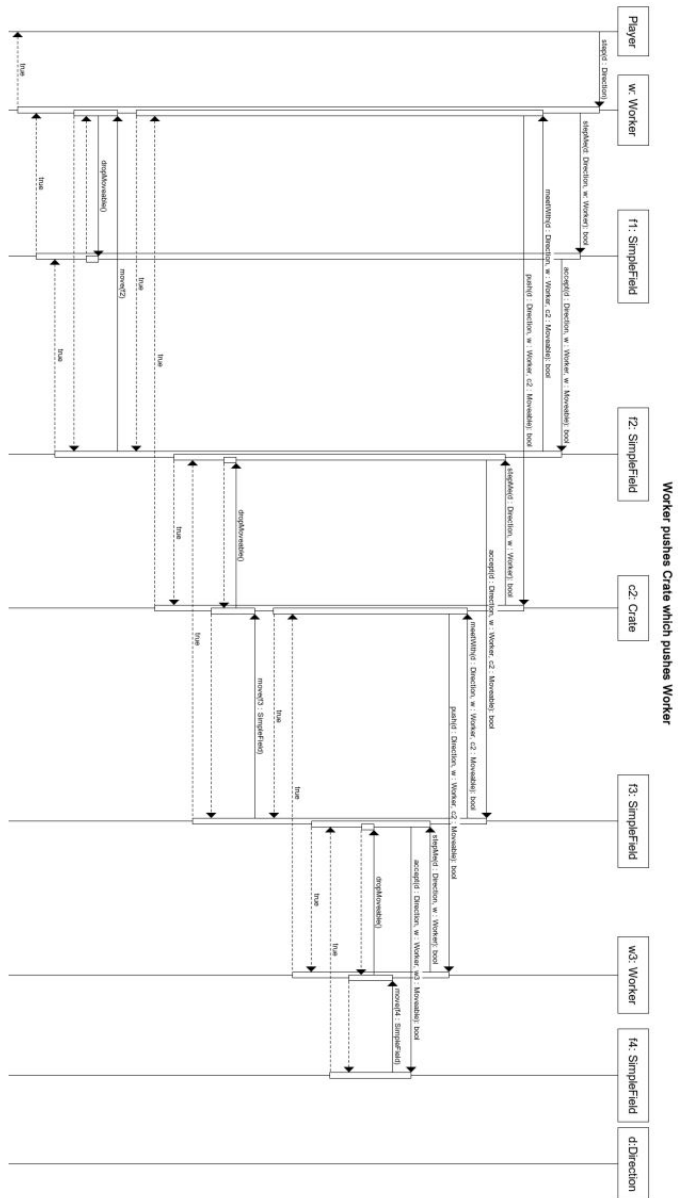 Worker pushes Crate which pushes Worker
Player
w: Worker
f1: SimpleField
f2: SimpleField
c2: Crate
f3: SimpleField
w3: Worker
f4: SimpleField
d:Direction
step(d : Direction)
stepMe(d: Direction, w: Worker): bool
accept(d : Direction, w : Worker, w : Moveable): bool
meetWith(d : Direction, w : Worker, c2 : Moveable): bool
push(d : Direction, w : Worker, c2 : Moveable): bool
stepMe(d : Direction, w : Worker): bool
accept(d : Direction, w : Worker, c2 : Moveable): bool
meetWith(d : Direction, w : Worker, c2 : Moveable): bool
push(d : Direction, w : Worker, c2 : Moveable): bool
stepMe(d : Direction, w : Worker): bool
accept(d : Direction, w : Worker, w3 : Moveable): bool
move(f4 : SimpleField)
dropMoveable()
true
true
true
true
move(f3 : SimpleField)
dropMoveable()
true
true
true
true
move(f2)
dropMoveable()
true
true
true